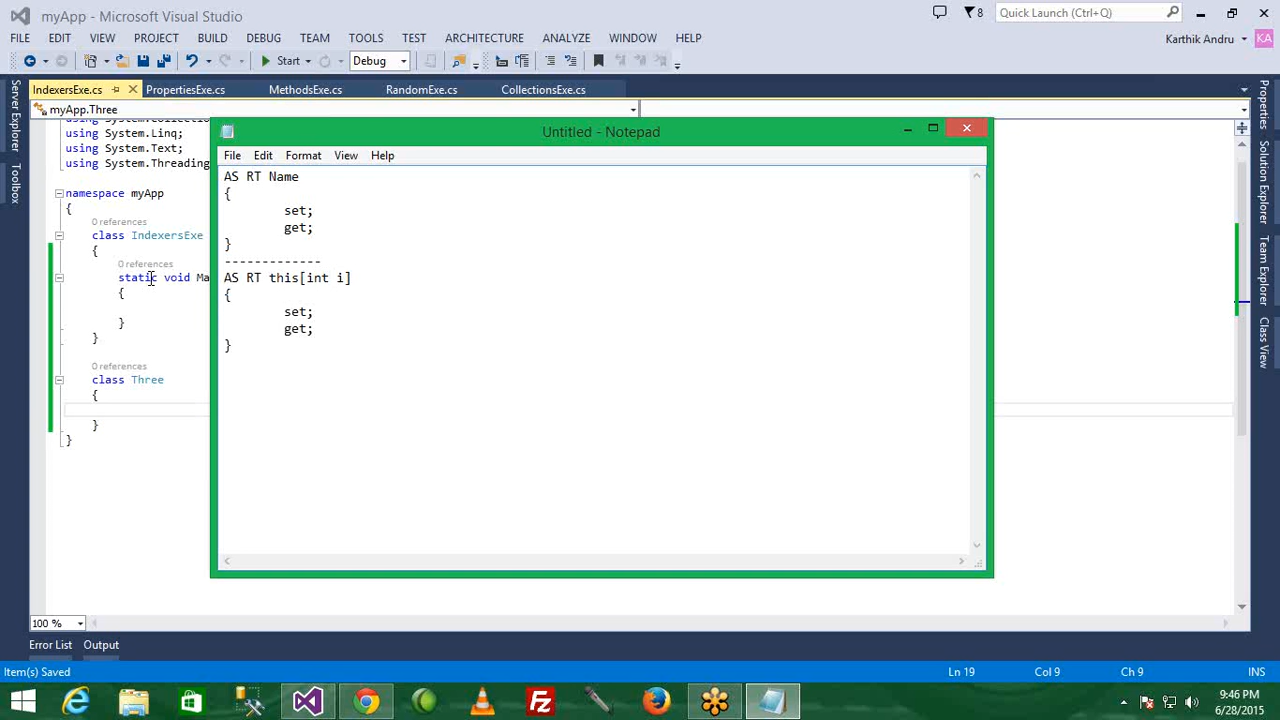 myApp - Microsoft Visual Studio
8
Quick Launch (Ctrl+Q)
FILE EDIT VIEW PROJECT BUILD DEBUG TEAM TOOLS TEST ARCHITECTURE ANALYZE WINDOW HELP
Karthik Andru
KA
Start
Debug
IndexersExe.cs PropertiesExe.cs MethodsExe.cs RandomExe.cs CollectionsExe.cs
myApp.Three
Server Explorer
Toolbox
using System.Linq;
using System.Text;
using System.Threading
namespace myApp
{
0 references
class IndexersExe
{
0 references
static void Ma
{
}
}
0 references
class Three
{
}
}
Untitled - Notepad
File Edit Format View Help
AS RT Name
{
set;
get;
}
-------------
AS RT this[int i]
{
set;
get;
}
Properties
Solution Explorer
Team Explorer
Class View
100 %
Error List Output
Item(s) Saved
Ln 19 Col 9 Ch 9 INS
9:46 PM
6/28/2015